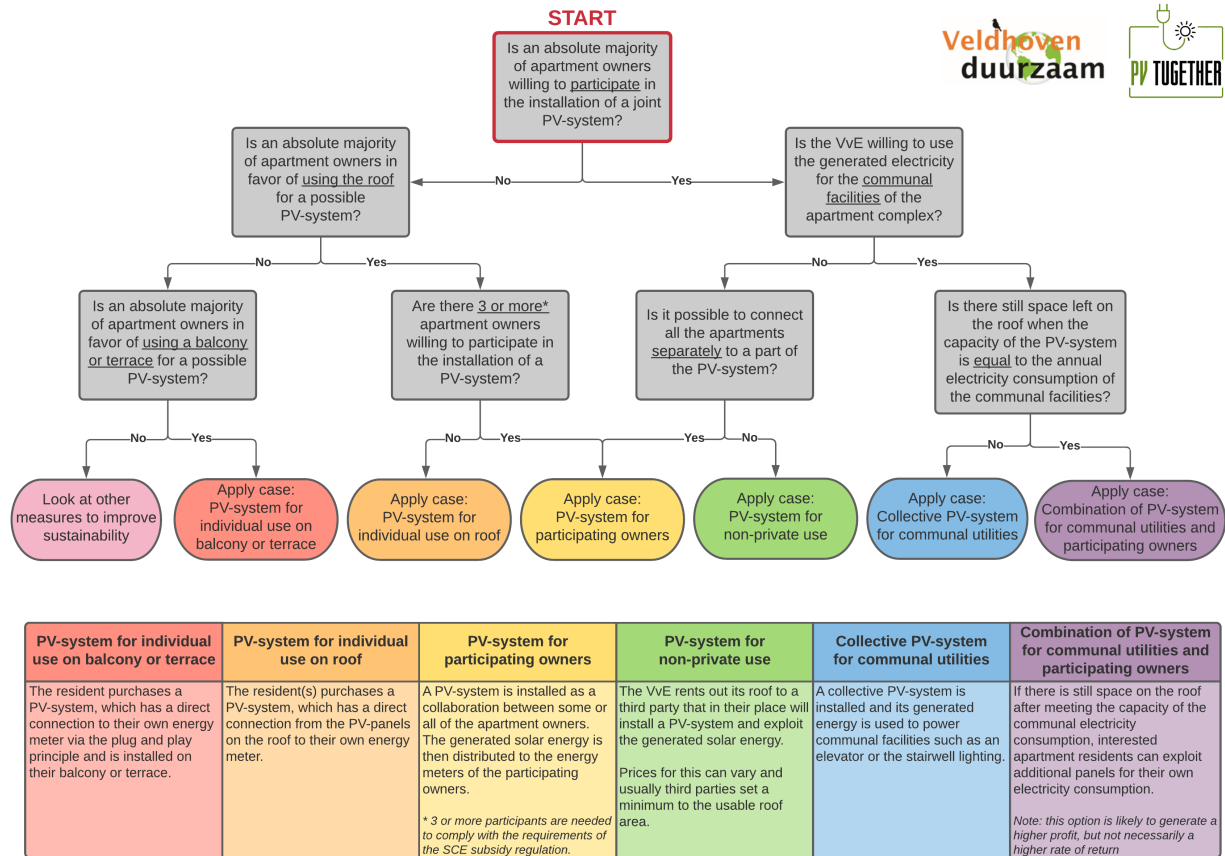 START
Is an absolute majority
of apartment owners
willing to participate in
the installation of a joint
PV-system?
Veldhoven
duurzaam
PV TUGETHER
Is an absolute majority
of apartment owners in
favor of using the roof
for a possible
PV-system?
No
Yes
Is the VvE willing to use
the generated electricity
for the communal
facilities of the
apartment complex?
No
Yes
No
Yes
Is an absolute majority
of apartment owners in
favor of using a balcony
or terrace for a possible
PV-system?
Are there 3 or more*
apartment owners
willing to participate in
the installation of a
PV-system?
Is it possible to connect
all the apartments
separately to a part of
the PV-system?
Is there still space left on
the roof when the
capacity of the PV-system
is equal to the annual
electricity consumption of
the communal facilities?
No
Yes
No
Yes
Yes
No
No
Yes
Look at other
measures to improve
sustainability
Apply case:
PV-system for
individual use on
balcony or terrace
Apply case:
PV-system for
individual use on roof
Apply case:
PV-system for
participating owners
Apply case:
PV-system for
non-private use
Apply case:
Collective PV-system
for communal utilities
Apply case:
Combination of PV-system
for communal utilities and
participating owners
PV-system for individual
use on balcony or terrace
PV-system for individual
use on roof
PV-system for
participating owners
PV-system for
non-private use
Collective PV-system
for communal utilities
Combination of PV-system
for communal utilities and
participating owners
The resident purchases a
PV-system, which has a direct
connection to their own energy
meter via the plug and play
principle and is installed on
their balcony or terrace.
The resident(s) purchases a
PV-system, which has a direct
connection from the PV-panels
on the roof to their own energy
meter.
A PV-system is installed as a
collaboration between some or
all of the apartment owners.
The generated solar energy is
then distributed to the energy
meters of the participating
owners.
* 3 or more participants are needed
to comply with the requirements of
the SCE subsidy regulation.
The VvE rents out its roof to a
third party that in their place will
install a PV-system and exploit
the generated solar energy.
Prices for this can vary and
usually third parties set a
minimum to the usable roof
area.
A collective PV-system is
installed and its generated
energy is used to power
communal facilities such as an
elevator or the stairwell lighting.
If there is still space on the roof
after meeting the capacity of the
communal electricity
consumption, interested
apartment residents can exploit
additional panels for their own
electricity consumption.
Note: this option is likely to generate a
higher profit, but not necessarily a
higher rate of return